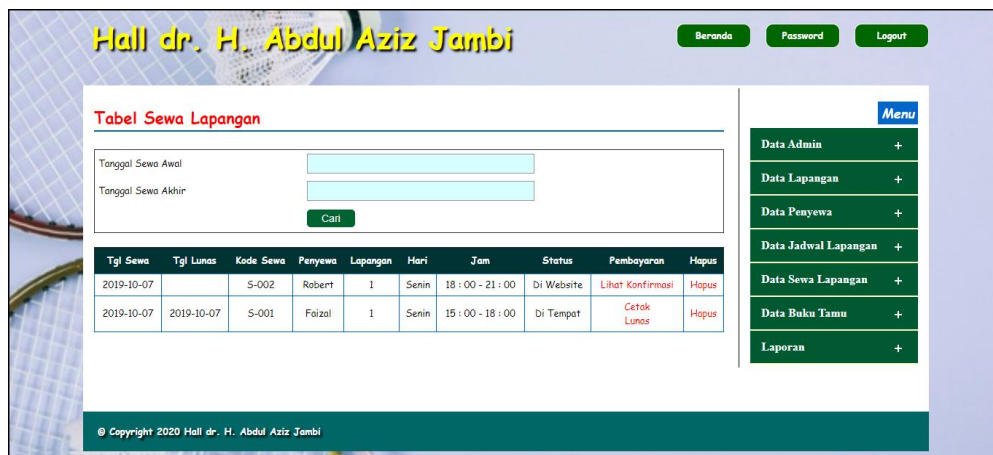 Hall dr. H. Abdul Aziz Jambi
Beranda Password Logout
Tabel Sewa Lapangan
Tanggal Sewa Awal
Tanggal Sewa Akhir
Cari
Tgl Sewa Tgl Lunas Kode Sewa Penyewa Lapangan Hari Jam Status Pembayaran Hapus
2019-10-07 S-002 Robert 1 Senin 18 : 00 - 21 : 00 Di Website Lihat Konfirmasi Hapus
2019-10-07 2019-10-07 S-001 Faizal 1 Senin 15 : 00 - 18 : 00 Di Tempat Cetak Hapus
Lunas
Menu
Data Admin +
Data Lapangan +
Data Penyewa +
Data Jadwal Lapangan +
Data Sewa Lapangan +
Data Buku Tamu +
Laporan +
@ Copyright 2020 Hall dr. H. Abdul Aziz Jambi